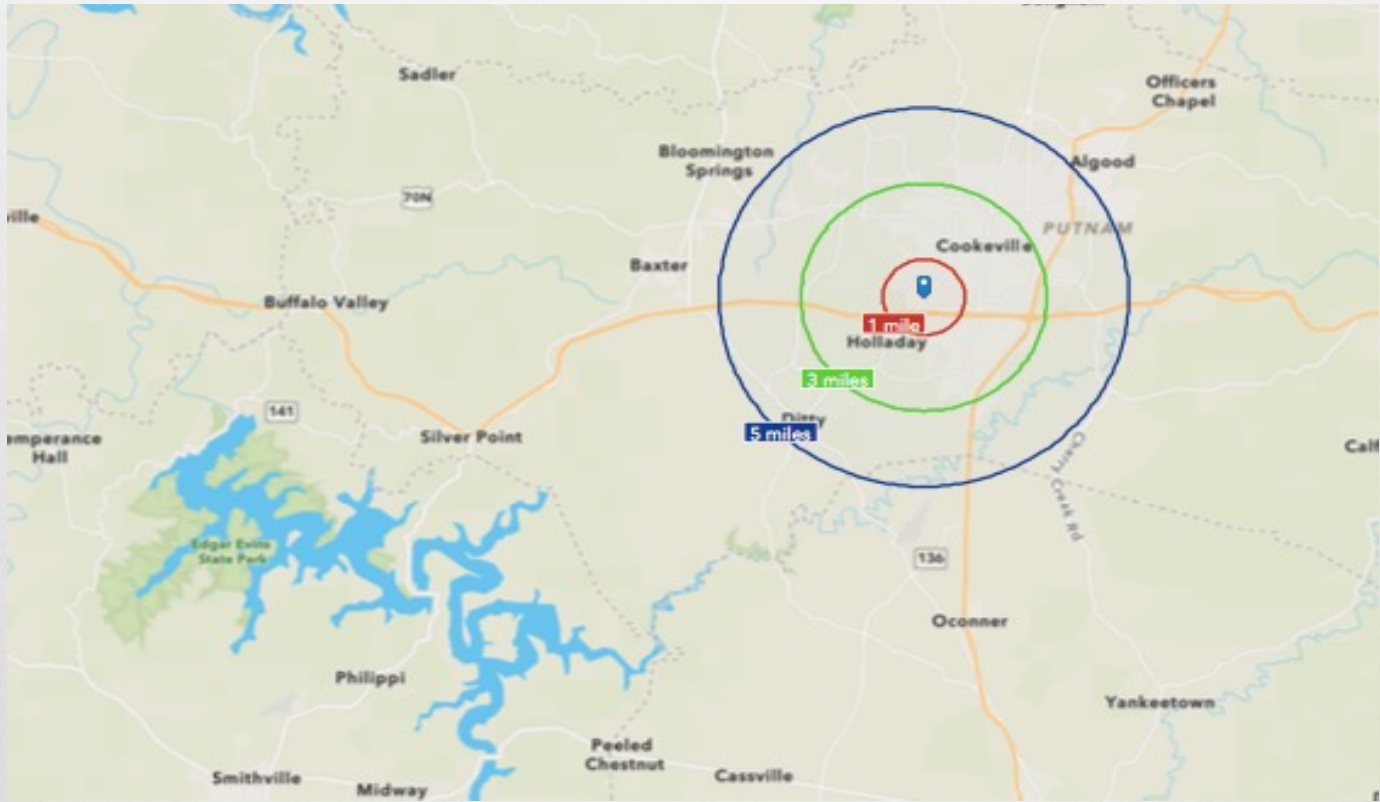 Sadler
Officers
Chapel
Bloomington
Springs
Algood
70N
ville
PUTNAM
Cookeville
Baxter
Buffalo Valley
1 mile
Holladay
3 miles
141
Ditty
5 miles
emperance
Hall
Silver Point
Calf
Cherry Creek Rd
Edgar Evins
State Park
136
Oconner
Philippi
Yankeetown
Peeled
Chestnut
Smithville
Midway
Cassville